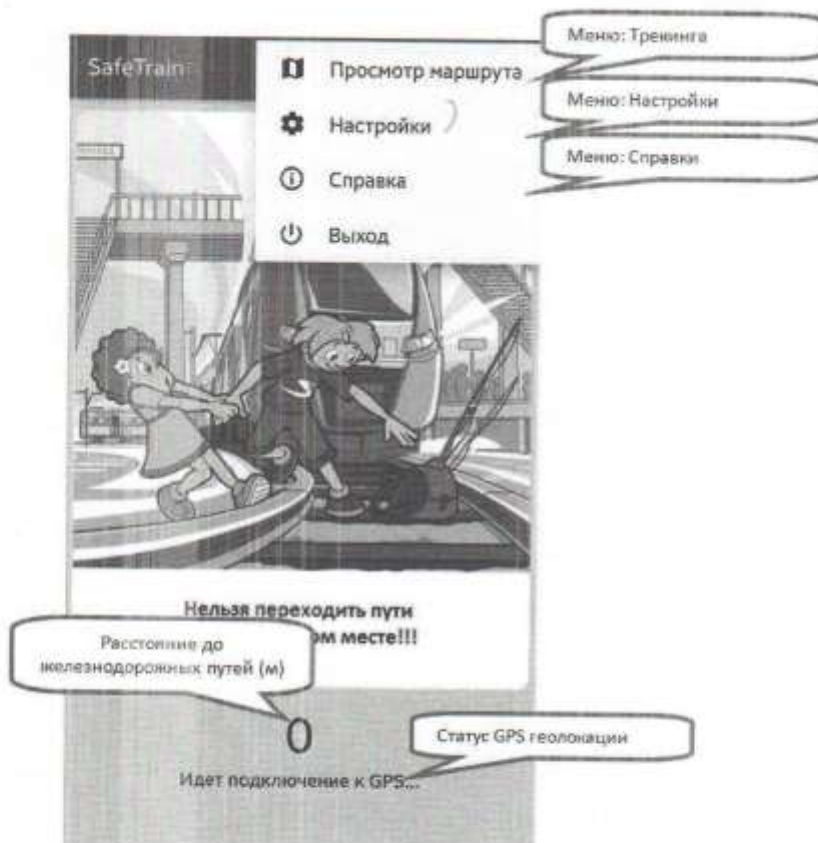 SafeTrain
Просмотр маршрута
Меню: Трекинга
Настройки
Меню: Настройки
Справка
Меню: Справки
Выход
Нельзя переходить пути
ом месте!!!
Расстояние до
железнодорожных путей (м)
0
Статус GPS геолокации
Идет подключение к GPS...